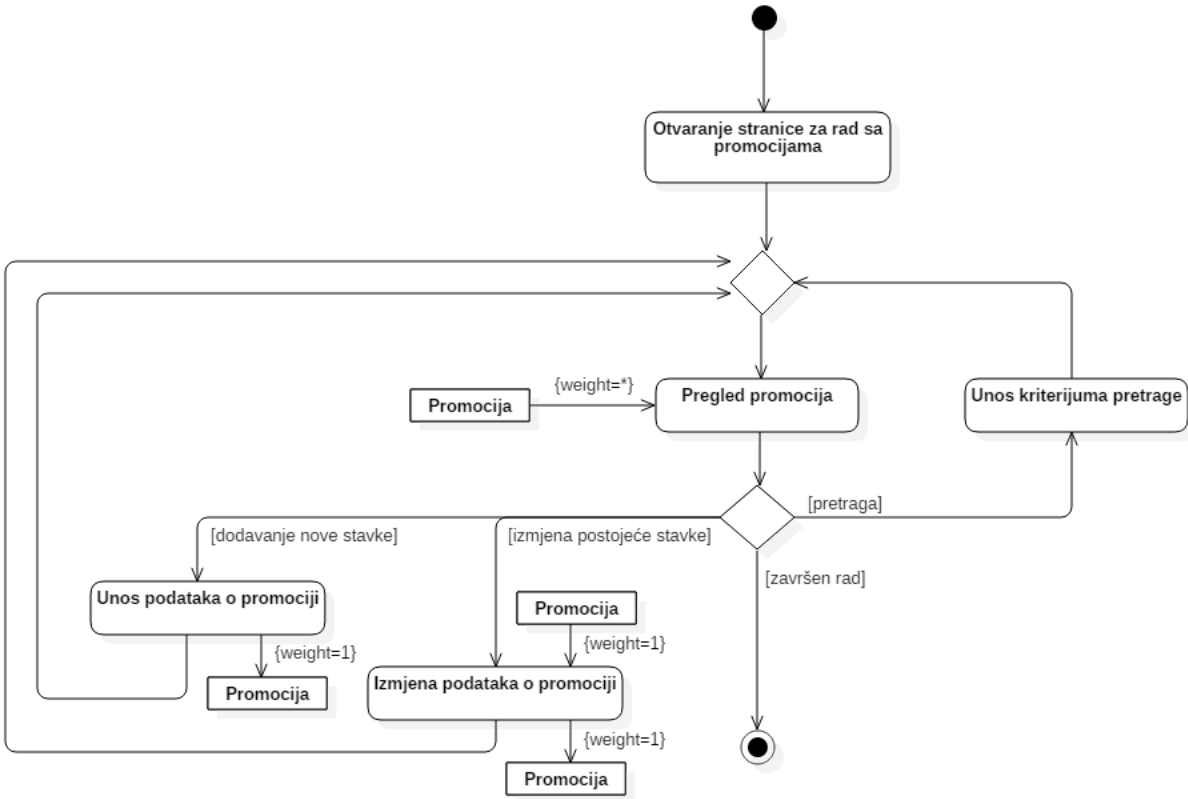 Otvaranje stranice za rad sa
promocijama
{weight=*}
Promocija
Pregled promocija
Unos kriterijuma pretrage
[pretraga]
[dodavanje nove stavke]
[izmjena postojeće stavke]
[završen rad]
Unos podataka o promociji
Promocija
{weight=1}
{weight=1}
Promocija
Izmjena podataka o promociji
{weight=1}
Promocija